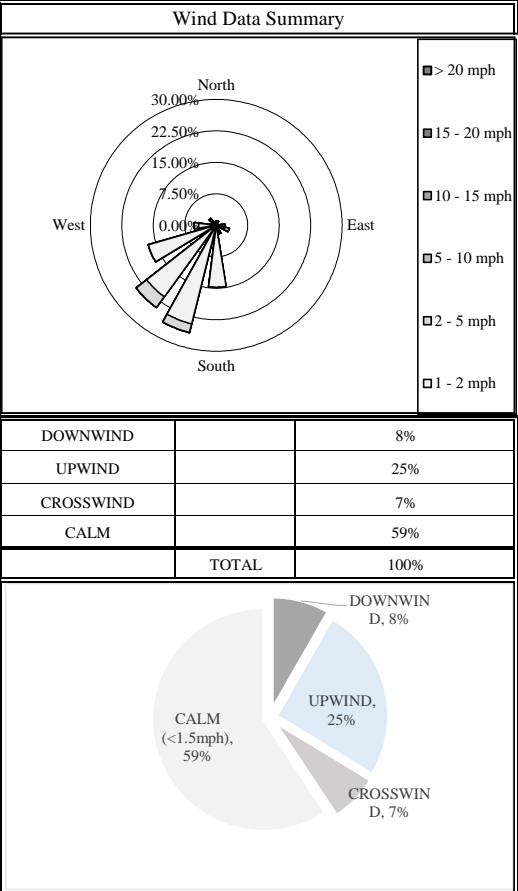 Wind Data Summary
North
30.00%
22.50%
15.00%
7.50%
0.00%
West
East
South
> 20 mph
15 - 20 mph
10 - 15 mph
5 - 10 mph
2 - 5 mph
1 - 2 mph
DOWNWIND 8%
UPWIND 25%
CROSSWIND 7%
CALM 59%
TOTAL 100%
DOWNWIN
D, 8%
UPWIND,
25%
CALM
(<1.5mph),
59%
CROSSWIN
D, 7%